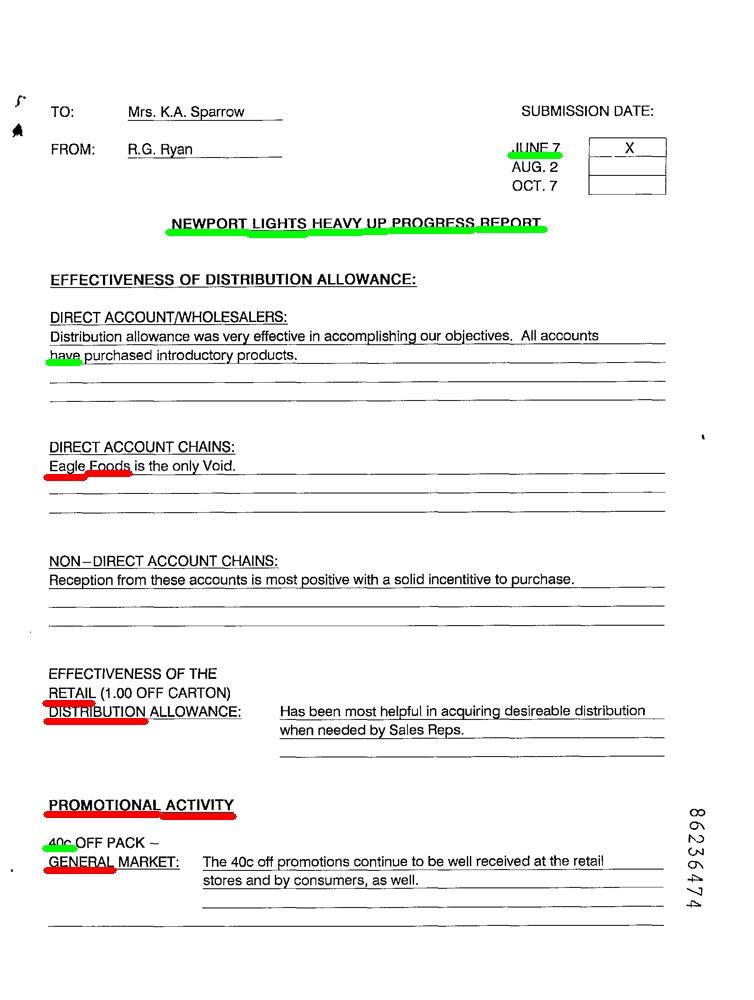 TO: Mrs. K.A. Sparrow SUBMISSION DATE:
FROM: R.G. Ryan JUNE 7 X
AUG. 2
OCT. 7
NEWPORT LIGHTS HEAVY UP PROGRESS REPORT
EFFECTIVENESS OF DISTRIBUTION ALLOWANCE:
DIRECT ACCOUNT/WHOLESALERS:
Distribution allowance was very effective in accomplishing our objectives. All accounts
have purchased introductory products.
DIRECT ACCOUNT CHAINS:
Eagle Foods is the only Void.
NON-DIRECT ACCOUNT CHAINS:
Reception from these accounts is most positive with a solid incentitive to purchase.
EFFECTIVENESS OF THE
RETAIL (1.00 OFF CARTON)
DISTRIBUTION ALLOWANCE: Has been most helpful in acquiring desireable distribution
when needed by Sales Reps.
PROMOTIONAL ACTIVITY
40c OFF PACK -
GENERAL MARKET: The 40c off promotions continue to be well received at the retail
stores and by consumers, as well.
86236474